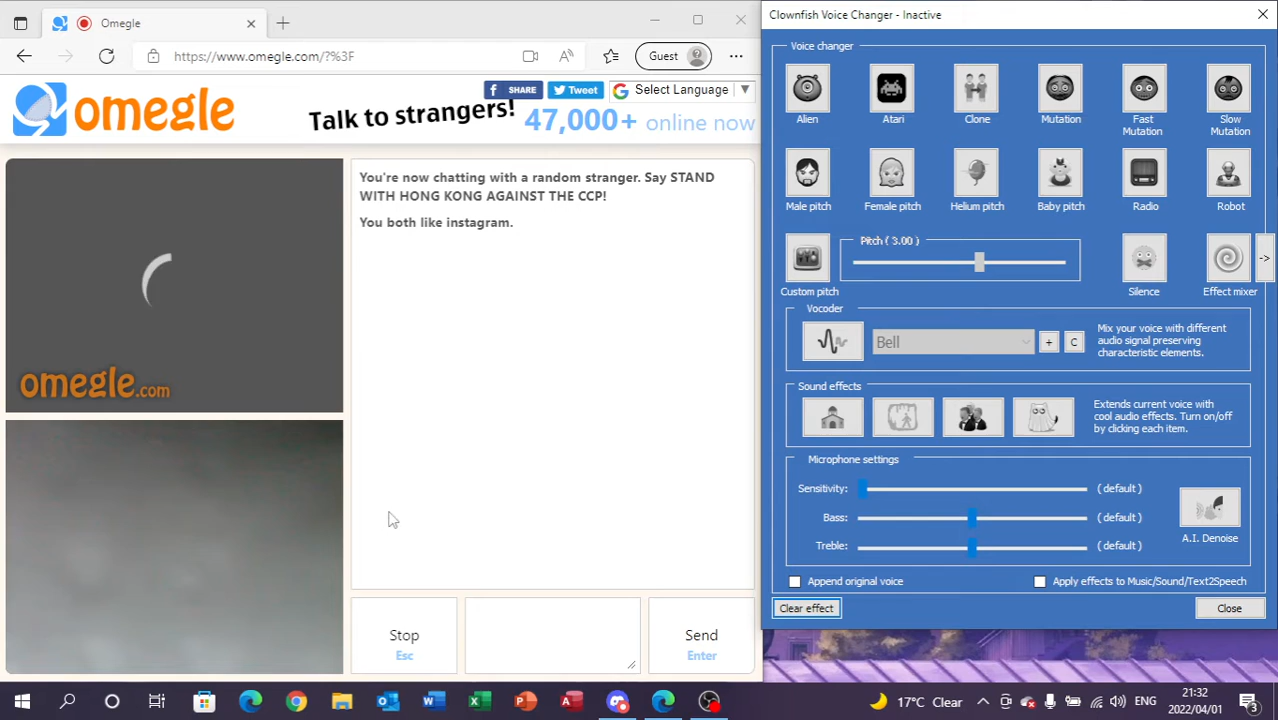 Omegle
https://www.omegle.com/?%3F
Guest
omegle
Talk to strangers!
SHARE
Tweet
Select Language
47,000+ online now
omegle.com
You're now chatting with a random stranger. Say STAND
WITH HONG KONG AGAINST THE CCP!
You both like instagram.
Stop
Esc
Send
Enter
Clownfish Voice Changer - Inactive
Voice changer
Alien
Atari
Clone
Mutation
Fast
Mutation
Slow
Mutation
Male pitch
Female pitch
Helium pitch
Baby pitch
Radio
Robot
Custom pitch
Pitch ( 3.00 )
Silence
Effect mixer
->
Vocoder
Bell
+
C
Mix your voice with different
audio signal preserving
characteristic elements.
Sound effects
Extends current voice with
cool audio effects. Turn on/off
by clicking each item.
Microphone settings
Sensitivity:
( default )
Bass:
( default )
Treble:
( default )
A.I. Denoise
Append original voice
Apply effects to Music/Sound/Text2Speech
Clear effect
Close
17°C Clear
ENG
21:32
2022/04/01
3